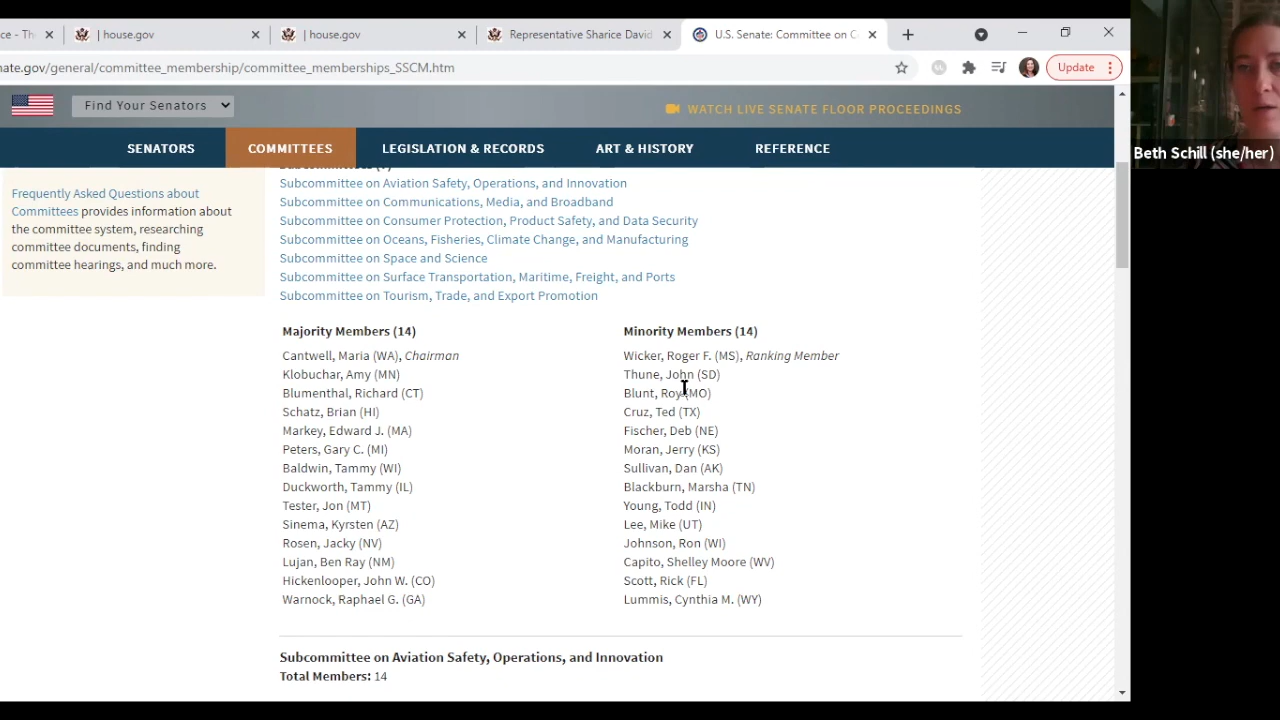 ce - Th
| house.gov
| house.gov
Representative Sharice David
U.S. Senate: Committee on C
nate.gov/general/committee_membership/committee_memberships_SSCM.htm
Update
Find Your Senators
WATCH LIVE SENATE FLOOR PROCEEDINGS
SENATORS
COMMITTEES
LEGISLATION & RECORDS
ART & HISTORY
REFERENCE
Frequently Asked Questions about
Committees provides information about
the committee system, researching
committee documents, finding
committee hearings, and much more.
Subcommittee on Aviation Safety, Operations, and Innovation
Subcommittee on Communications, Media, and Broadband
Subcommittee on Consumer Protection, Product Safety, and Data Security
Subcommittee on Oceans, Fisheries, Climate Change, and Manufacturing
Subcommittee on Space and Science
Subcommittee on Surface Transportation, Maritime, Freight, and Ports
Subcommittee on Tourism, Trade, and Export Promotion
Majority Members (14)
Cantwell, Maria (WA), Chairman
Klobuchar, Amy (MN)
Blumenthal, Richard (CT)
Schatz, Brian (HI)
Markey, Edward J. (MA)
Peters, Gary C. (MI)
Baldwin, Tammy (WI)
Duckworth, Tammy (IL)
Tester, Jon (MT)
Sinema, Kyrsten (AZ)
Rosen, Jacky (NV)
Lujan, Ben Ray (NM)
Hickenlooper, John W. (CO)
Warnock, Raphael G. (GA)
Minority Members (14)
Wicker, Roger F. (MS), Ranking Member
Thune, John (SD)
Blunt, Roy (MO)
Cruz, Ted (TX)
Fischer, Deb (NE)
Moran, Jerry (KS)
Sullivan, Dan (AK)
Blackburn, Marsha (TN)
Young, Todd (IN)
Lee, Mike (UT)
Johnson, Ron (WI)
Capito, Shelley Moore (WV)
Scott, Rick (FL)
Lummis, Cynthia M. (WY)
Subcommittee on Aviation Safety, Operations, and Innovation
Total Members: 14
Beth Schill (she/her)